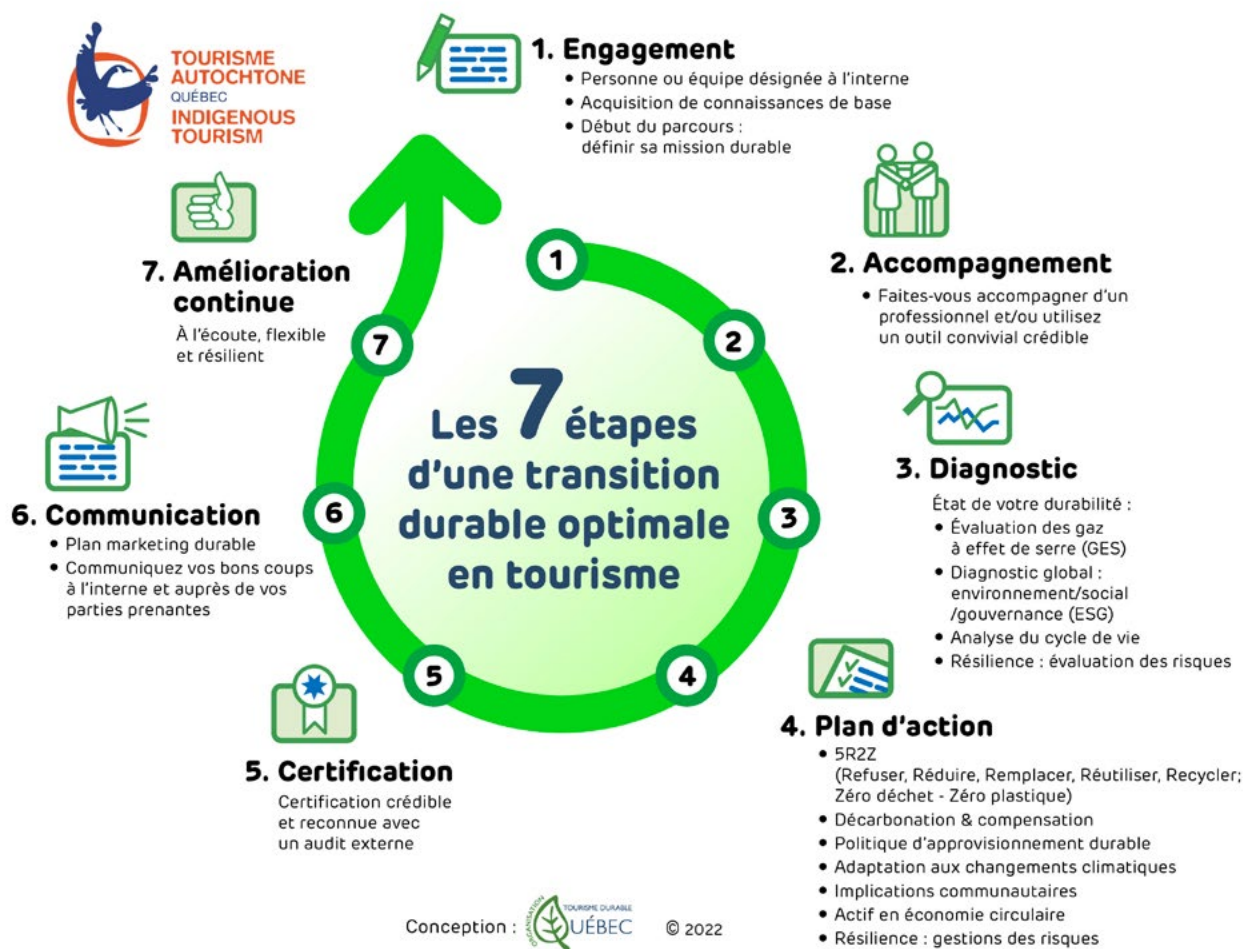 TOURISME
AUTOCHTONE
QUÉBEC
INDIGENOUS
TOURISM
1. Engagement
• Personne ou équipe désignée à l'interne
• Acquisition de connaissances de base
• Début du parcours :
définir sa mission durable
2. Accompagnement
• Faites-vous accompagner d'un
professionnel et/ou utilisez
un outil convivial crédible
3. Diagnostic
État de votre durabilité :
• Évaluation des gaz
à effet de serre (GES)
• Diagnostic global :
environnement/social
/gouvernance (ESG)
• Analyse du cycle de vie
• Résilience : évaluation des risques
4. Plan d'action
• 5R2Z
(Refuser, Réduire, Remplacer, Réutiliser, Recycler;
Zéro déchet - Zéro plastique)
• Décarbonation & compensation
• Politique d'approvisionnement durable
• Adaptation aux changements climatiques
• Implications communautaires
• Actif en économie circulaire
• Résilience : gestions des risques
5. Certification
Certification crédible
et reconnue avec
un audit externe
6. Communication
• Plan marketing durable
• Communiquez vos bons coups
à l'interne et auprès de vos
parties prenantes
7. Amélioration
continue
À l'écoute, flexible
et résilient
1
2
3
4
5
6
7
Les 7 étapes
d'une transition
durable optimale
en tourisme
Conception :
ORGANISATION
TOURISME DURABLE
QUÉBEC
© 2022